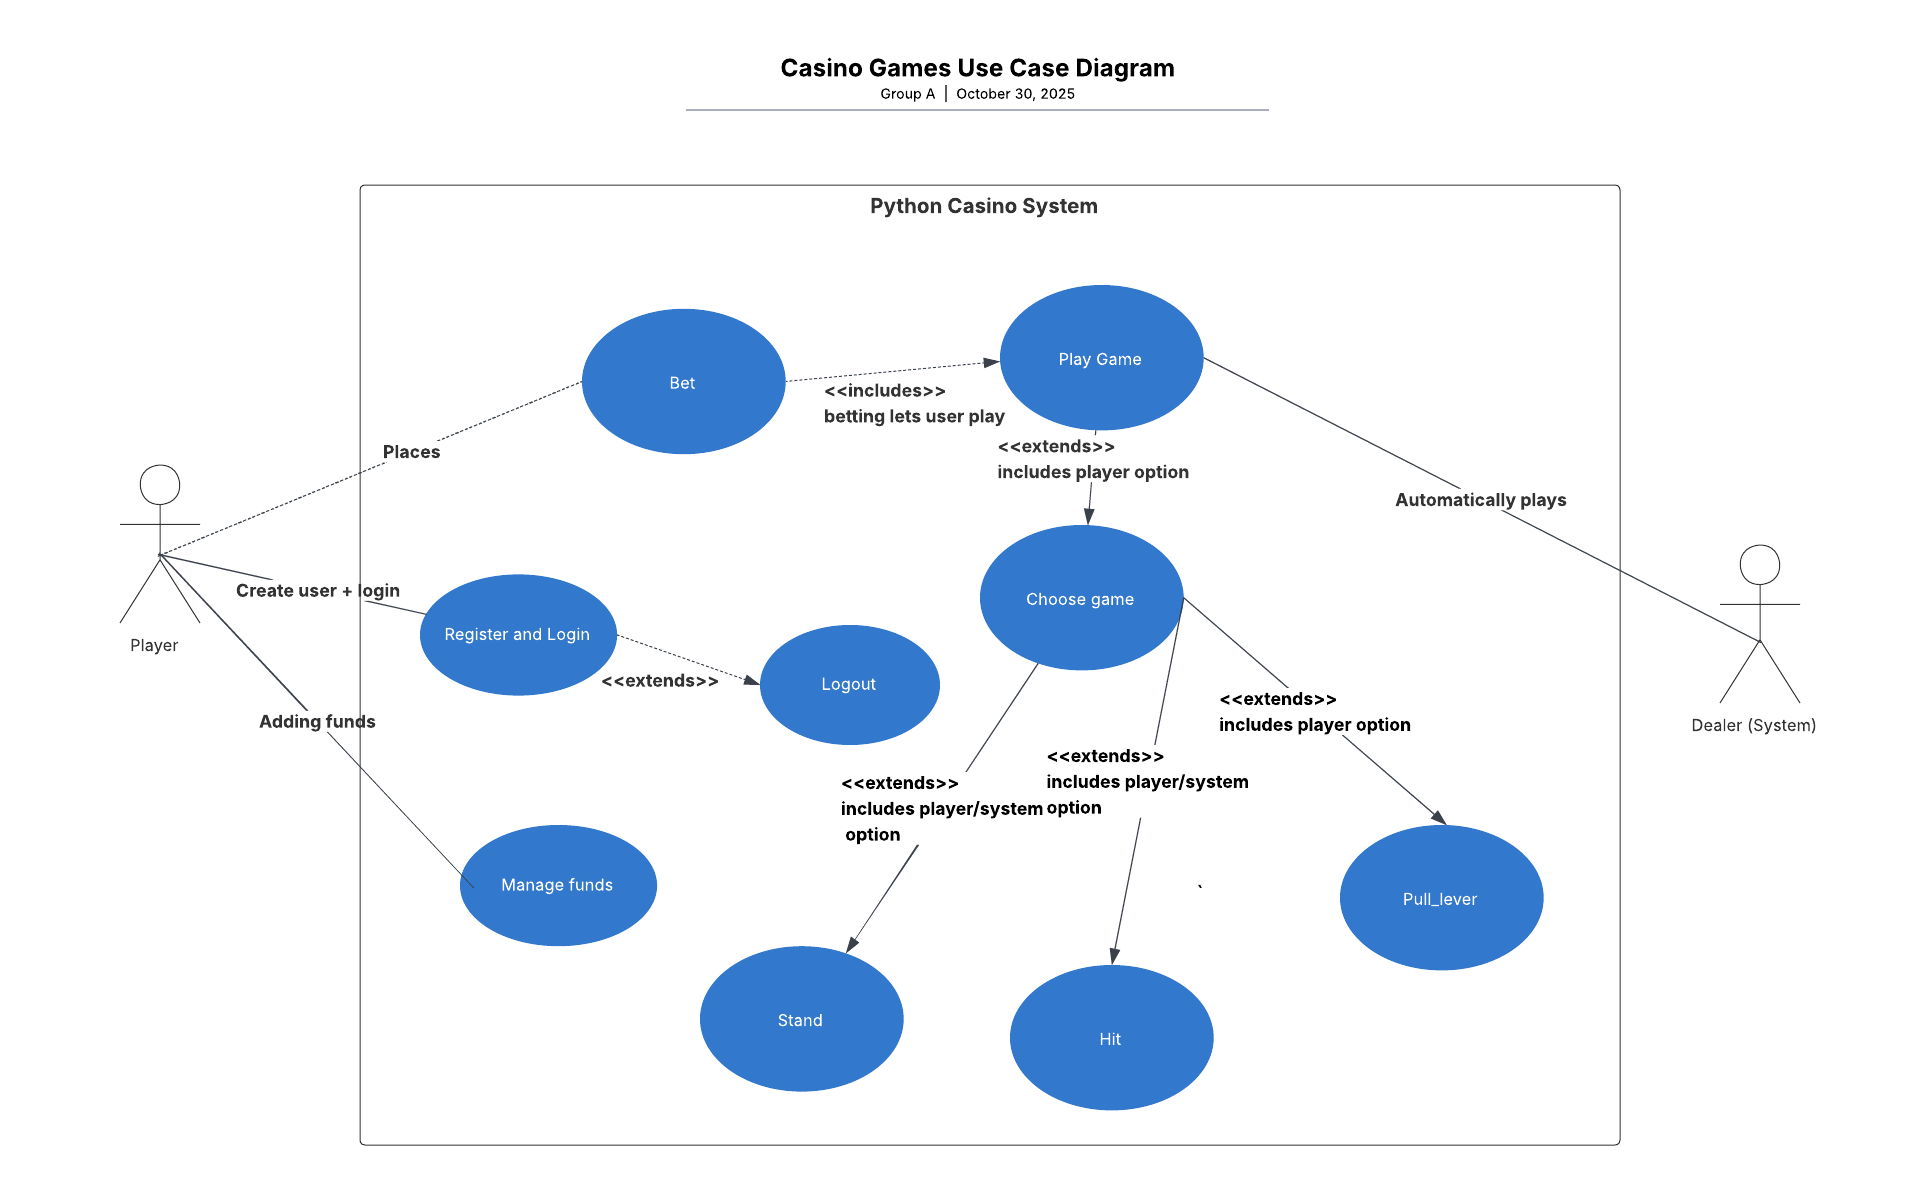 Casino Games Use Case Diagram
Group A | October 30, 2025
Python Casino System
Bet
Play Game
<<includes>>
betting lets user play
Places
<<extends>>
includes player option
Automatically plays
Create user + login
Choose game
Register and Login
Player
<<extends>>
Logout
Adding funds
<<extends>>
includes player option
Dealer (System)
<<extends>>
includes player/system
option
<<extends>>
includes player/system
option
Manage funds
`
Pull_lever
Stand
Hit